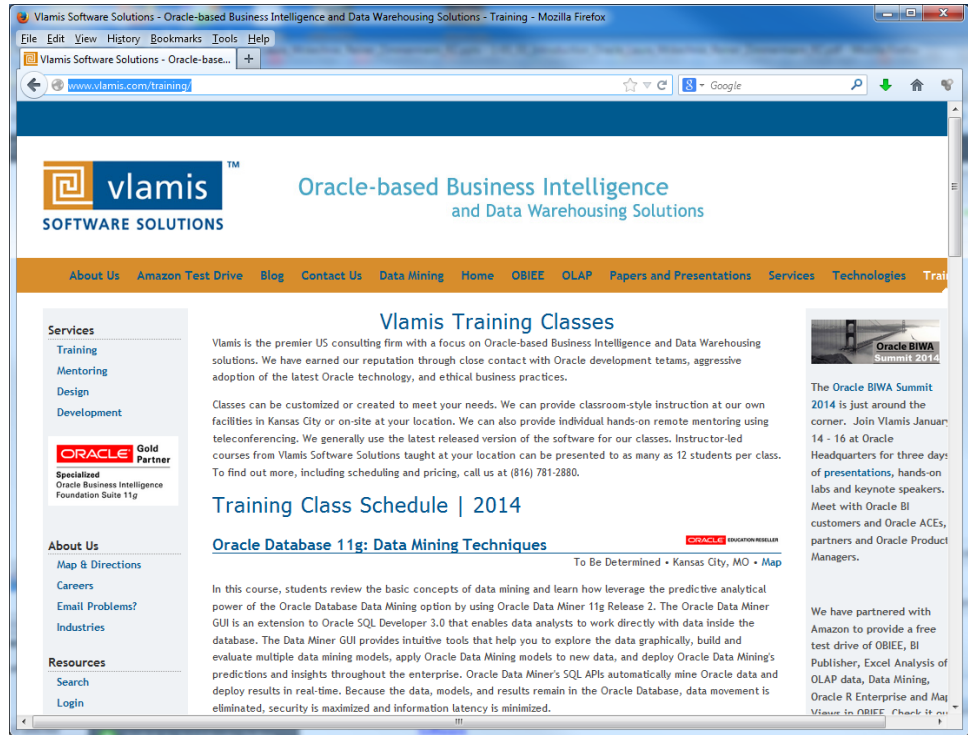 Vlamis Software Solutions - Oracle-based Business Intelligence and Data Warehousing Solutions - Training - Mozilla Firefox
File Edit View History Bookmarks Tools Help
Vlamis Software Solutions - Oracle-base... +
www.vlamis.com/training/
Google
vlamis™
SOFTWARE SOLUTIONS
Oracle-based Business Intelligence
and Data Warehousing Solutions
About Us Amazon Test Drive Blog Contact Us Data Mining Home OBIEE OLAP Papers and Presentations Services Technologies Trai
Services
Training
Mentoring
Design
Development
ORACLE Gold
Partner
Specialized
Oracle Business Intelligence
Foundation Suite 11g
About Us
Map & Directions
Careers
Email Problems?
Industries
Resources
Search
Login
Vlamis Training Classes
Vlamis is the premier US consulting firm with a focus on Oracle-based Business Intelligence and Data Warehousing
solutions. We have earned our reputation through close contact with Oracle development tetams, aggressive
adoption of the latest Oracle technology, and ethical business practices.
Classes can be customized or created to meet your needs. We can provide classroom-style instruction at our own
facilities in Kansas City or on-site at your location. We can also provide individual hands-on remote mentoring using
teleconferencing. We generally use the latest released version of the software for our classes. Instructor-led
courses from Vlamis Software Solutions taught at your location can be presented to as many as 12 students per class.
To find out more, including scheduling and pricing, call us at (816) 781-2880.
Training Class Schedule | 2014
Oracle Database 11g: Data Mining Techniques
ORACLE EDUCATION RESELLER
To Be Determined • Kansas City, MO • Map
In this course, students review the basic concepts of data mining and learn how leverage the predictive analytical
power of the Oracle Database Data Mining option by using Oracle Data Miner 11g Release 2. The Oracle Data Miner
GUI is an extension to Oracle SQL Developer 3.0 that enables data analysts to work directly with data inside the
database. The Data Miner GUI provides intuitive tools that help you to explore the data graphically, build and
evaluate multiple data mining models, apply Oracle Data Mining models to new data, and deploy Oracle Data Mining's
predictions and insights throughout the enterprise. Oracle Data Miner's SQL APIs automatically mine Oracle data and
deploy results in real-time. Because the data, models, and results remain in the Oracle Database, data movement is
eliminated, security is maximized and information latency is minimized.
Oracle BIWA
Summit 2014
The Oracle BIWA Summit
2014 is just around the
corner. Join Vlamis Januar
14 - 16 at Oracle
Headquarters for three days
of presentations, hands-on
labs and keynote speakers.
Meet with Oracle BI
customers and Oracle ACEs,
partners and Oracle Product
Managers.
We have partnered with
Amazon to provide a free
test drive of OBIEE, BI
Publisher, Excel Analysis of
OLAP data, Data Mining,
Oracle R Enterprise and Map
Views in OBIEE. Check it ou